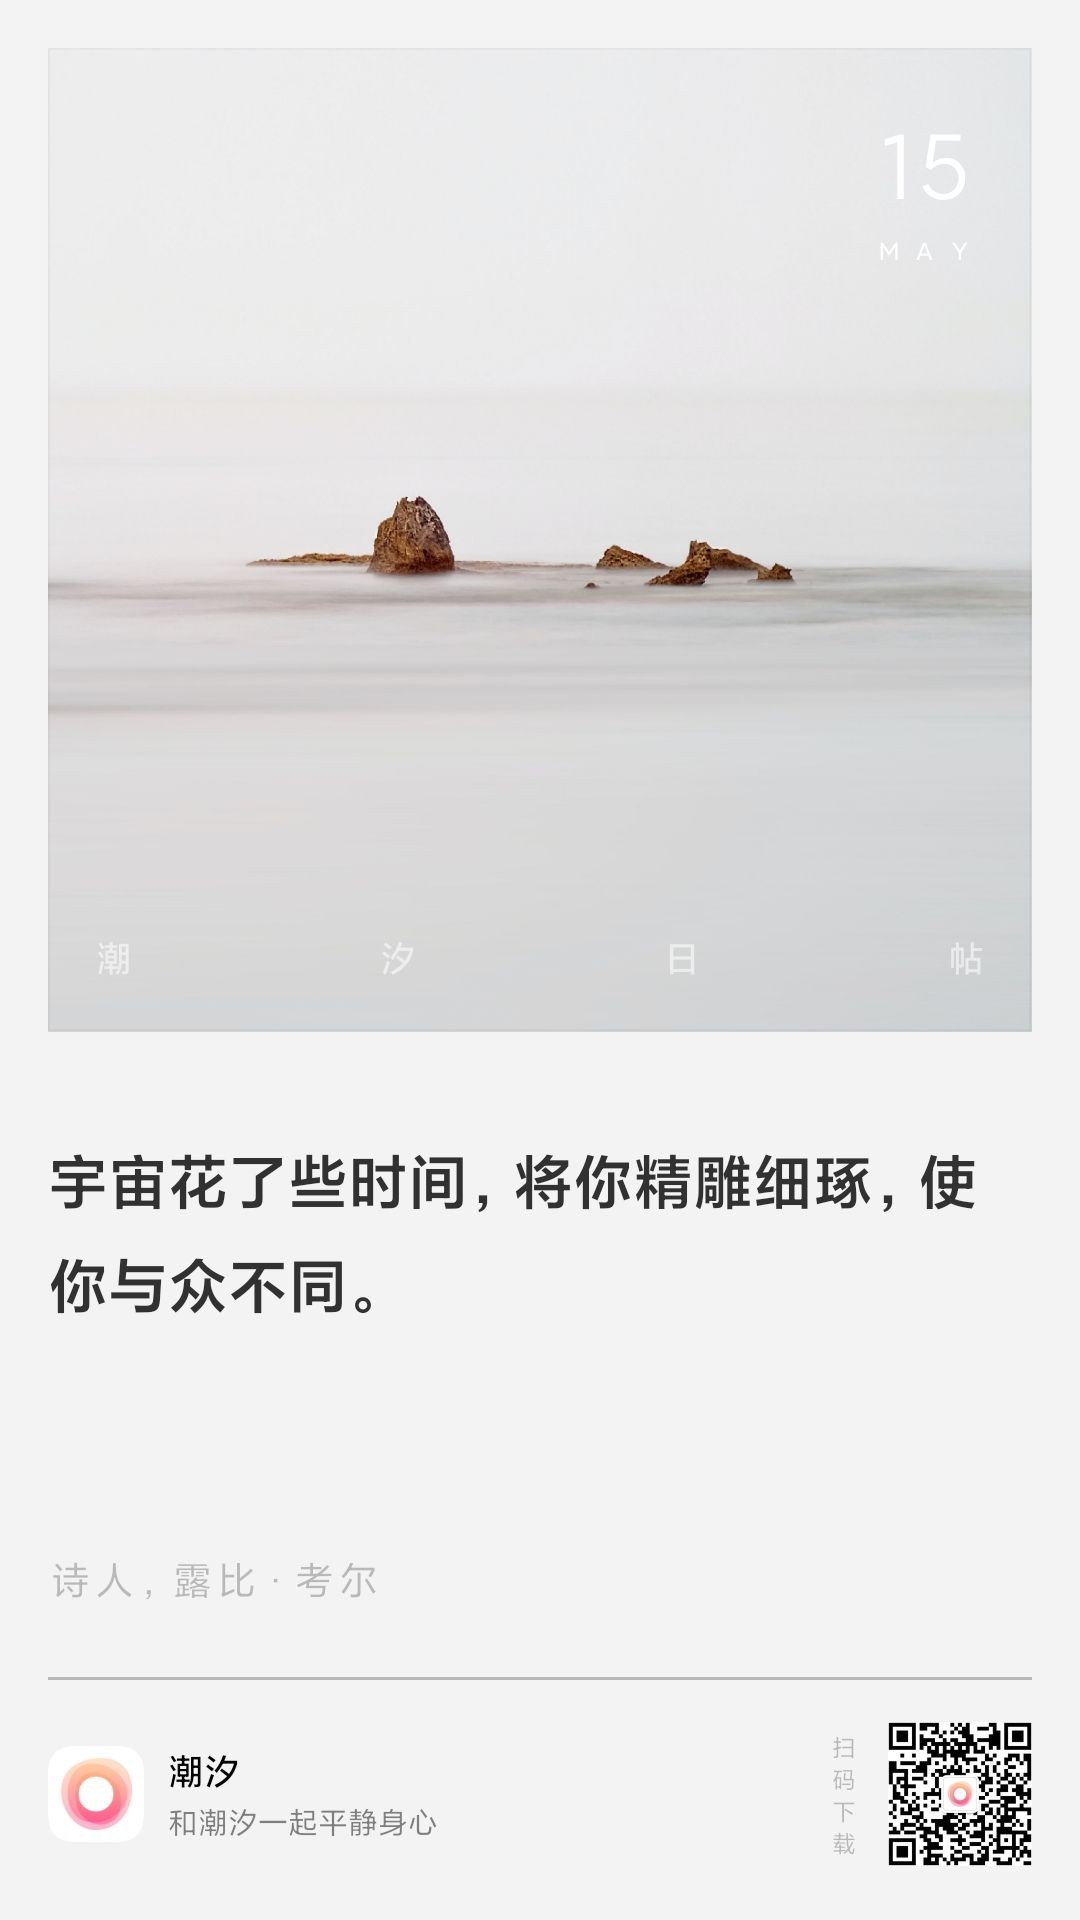 15
MAY
潮汐日帖
宇宙花了些时间，将你精雕细琢，使
你与众不同。
诗人，露比·考尔
潮汐
和潮汐一起平静身心
扫码下载